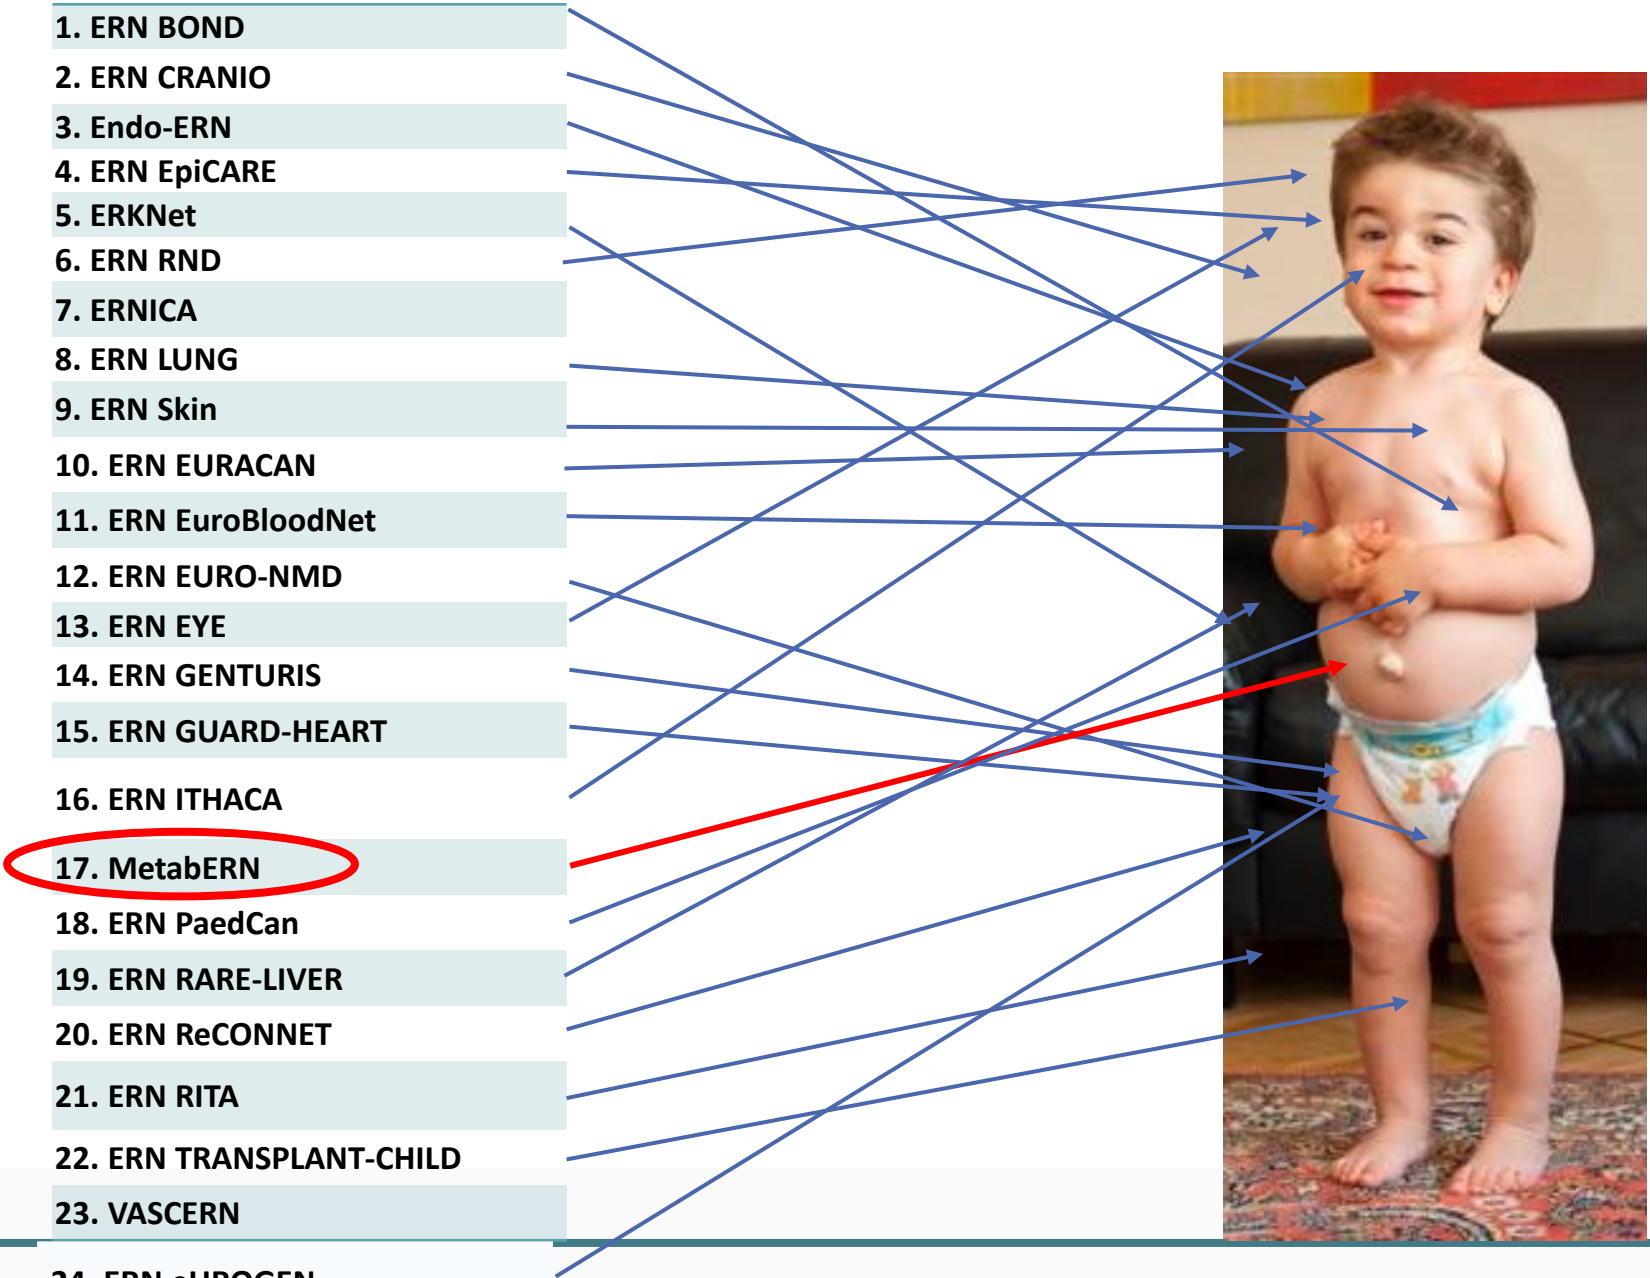 1. ERN BOND
2. ERN CRANIO
3. Endo-ERN
4. ERN EpiCARE
5. ERKNet
6. ERN RND
7. ERNICA
8. ERN LUNG
9. ERN Skin
10. ERN EURACAN
11. ERN EuroBloodNet
12. ERN EURO-NMD
13. ERN EYE
14. ERN GENTURIS
15. ERN GUARD-HEART
16. ERN ITHACA
17. MetabERN
18. ERN PaedCan
19. ERN RARE-LIVER
20. ERN ReCONNET
21. ERN RITA
22. ERN TRANSPLANT-CHILD
23. VASCERN
24. ERN eUROGEN